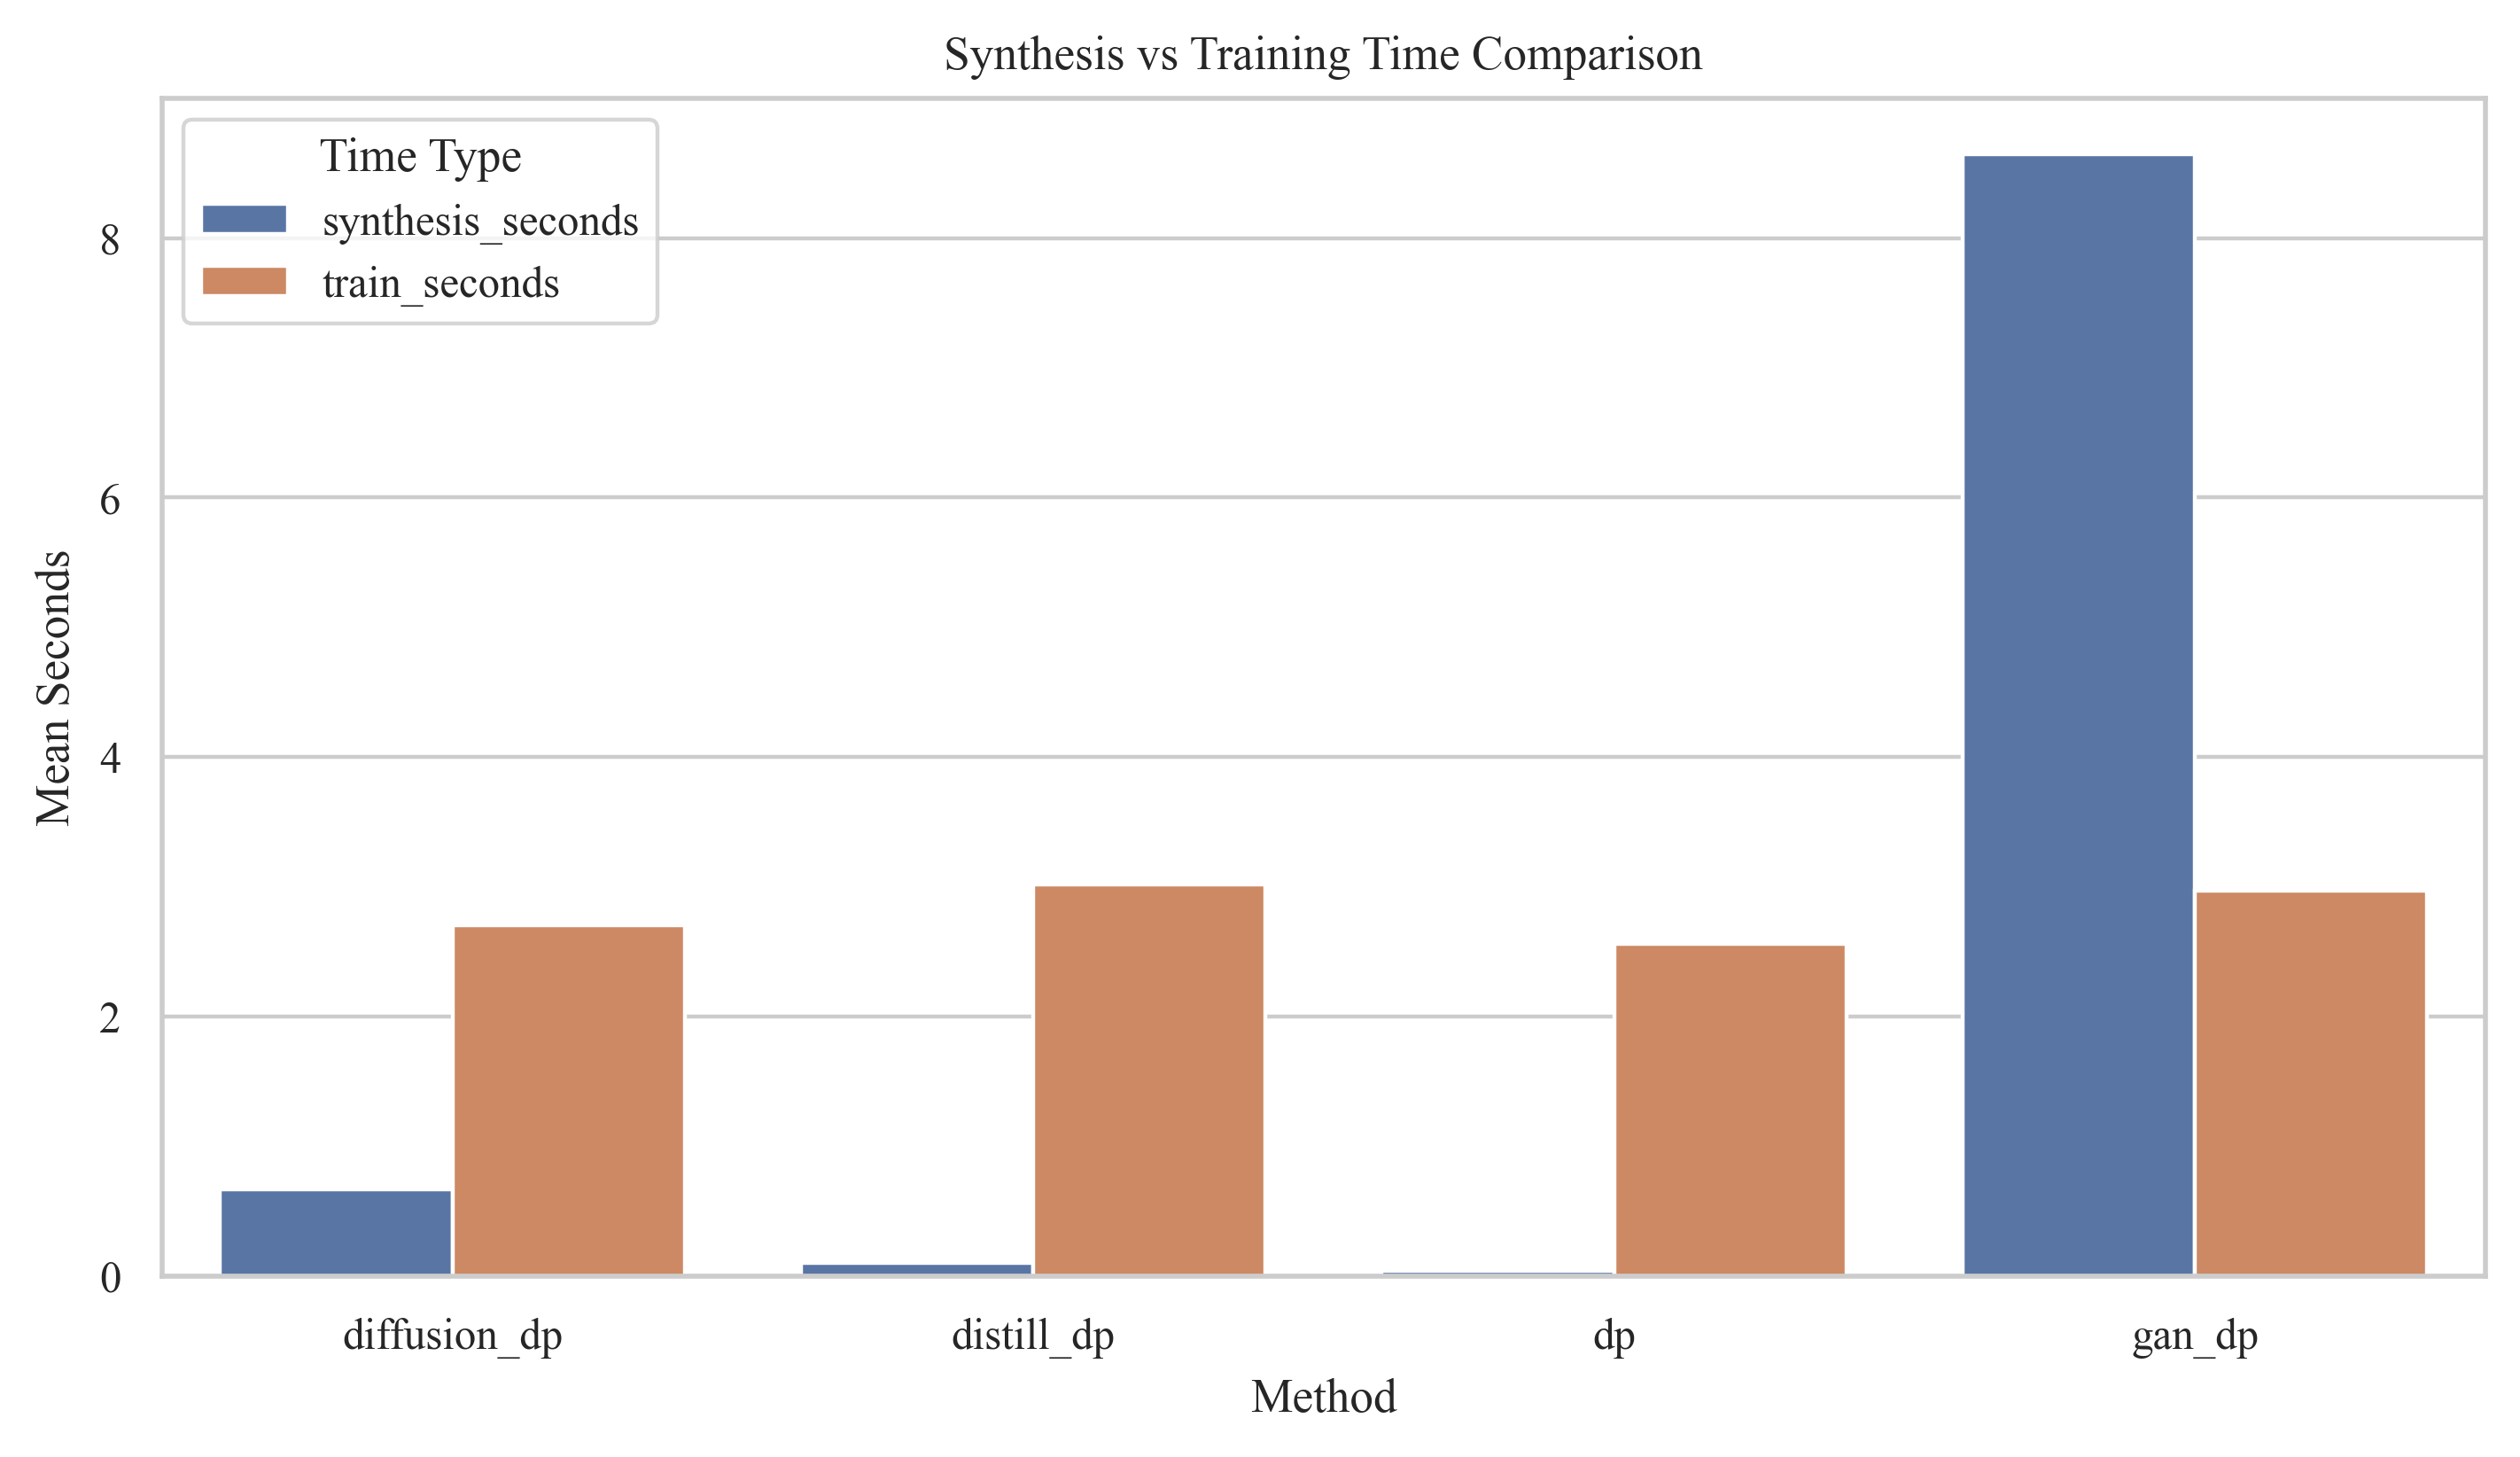 Synthesis vs Training Time Comparison
Time Type
synthesis_seconds
train_seconds
Mean Seconds
8
6
4
2
0
diffusion_dp
distill_dp
dp
gan_dp
Method